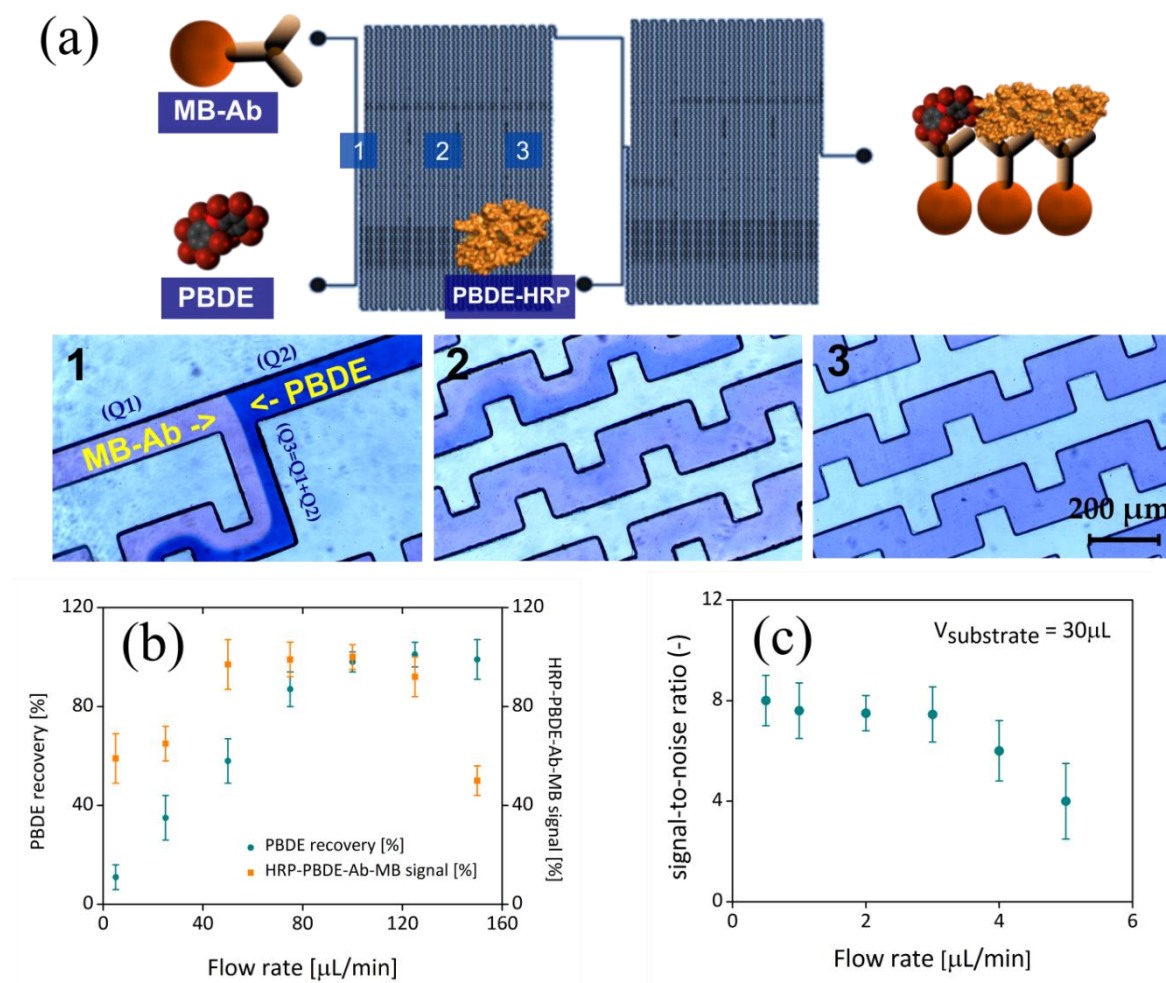 (a)
MB-Ab
1
2
3
PBDE
PBDE-HRP
1
(Q1)
(Q2)
MB-Ab ->
<- PBDE
(Q3=Q1+Q2)
2
3
200 μm
(b)
PBDE recovery [%]
HRP-PBDE-Ab-MB signal [%]
120
80
40
0
120
80
40
0
PBDE recovery [%]
HRP-PBDE-Ab-MB signal [%]
0
40
80
120
160
Flow rate [μL/min]
(c)
Vsubstrate = 30μL
signal-to-noise ratio (-)
12
8
4
0
0
2
4
6
Flow rate [μL/min]